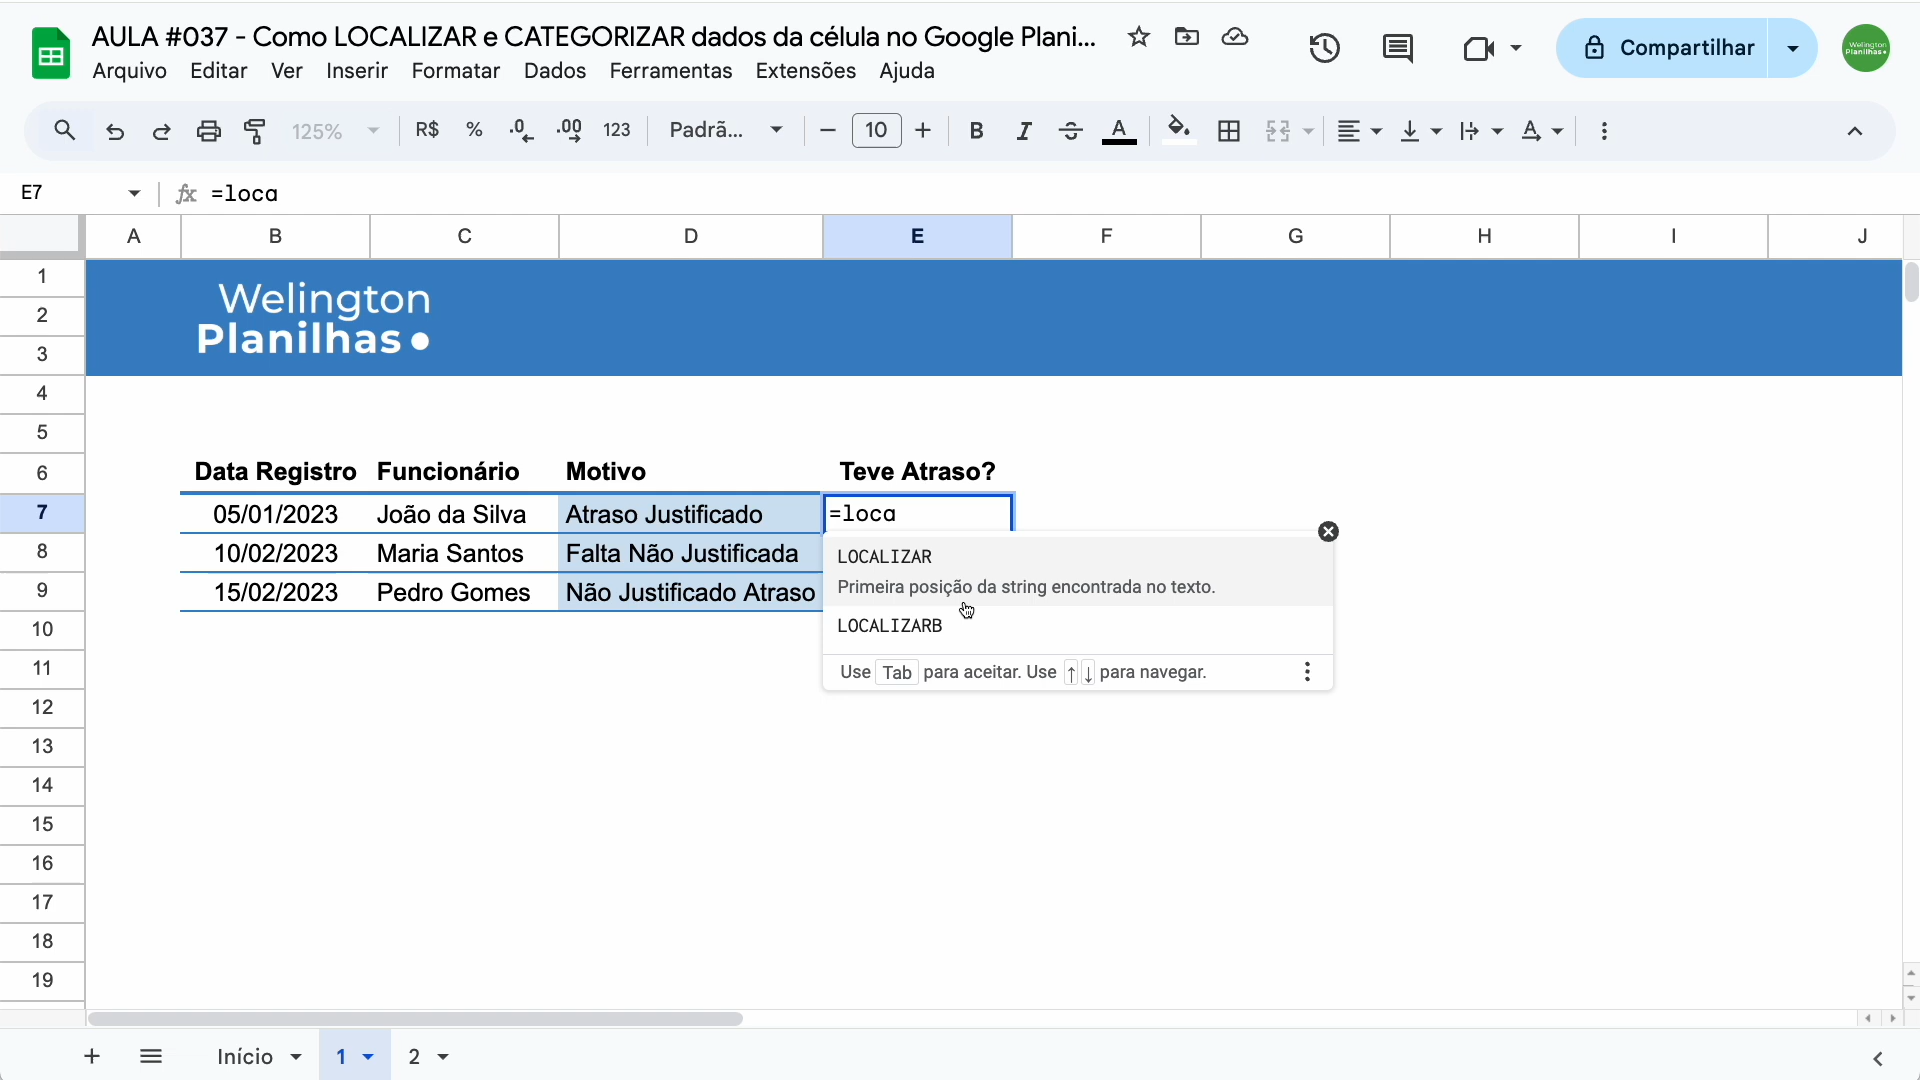 AULA #037 - Como LOCALIZAR e CATEGORIZAR dados da célula no Google Plani...
Arquivo Editar Ver Inserir Formatar Dados Ferramentas Extensões Ajuda
Compartilhar
Welington
Planilhas
125% R$ % .0 .00 123 Padrã... 10 B I S A A
E7 fx =loca
A B C D E F G H I J
1
2
3
Welington
Planilhas
4
5
6 Data Registro Funcionário Motivo Teve Atraso?
7 05/01/2023 João da Silva Atraso Justificado =loca
8 10/02/2023 Maria Santos Falta Não Justificada
9 15/02/2023 Pedro Gomes Não Justificado Atraso
LOCALIZAR
Primeira posição da string encontrada no texto.
LOCALIZARB
Use Tab para aceitar. Use ↑ ↓ para navegar.
10
11
12
13
14
15
16
17
18
19
Início 1 2